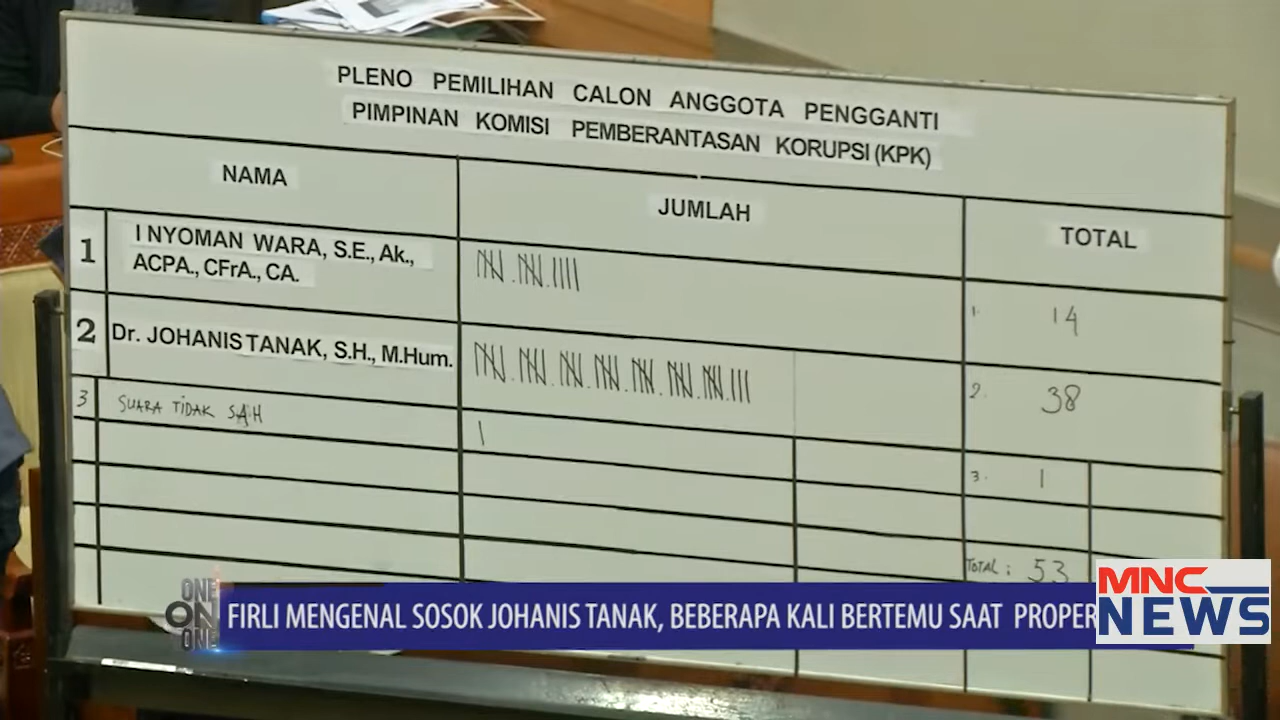 PLENO PEMILIHAN CALON ANGGOTA PENGGANTI
PIMPINAN KOMISI PEMBERANTASAN KORUPSI (KPK)
NAMA
JUMLAH
TOTAL
1
I NYOMAN WARA, S.E., Ak.,
ACPA., CFrA., CA.
1. 14
2
Dr. JOHANIS TANAK, S.H., M.Hum.
2. 38
3
SUARA TIDAK SAH
3. 1
TOTAL : 53
ONE ON ONE
FIRLI MENGENAL SOSOK JOHANIS TANAK, BEBERAPA KALI BERTEMU SAAT PROPER
MNC
NEWS